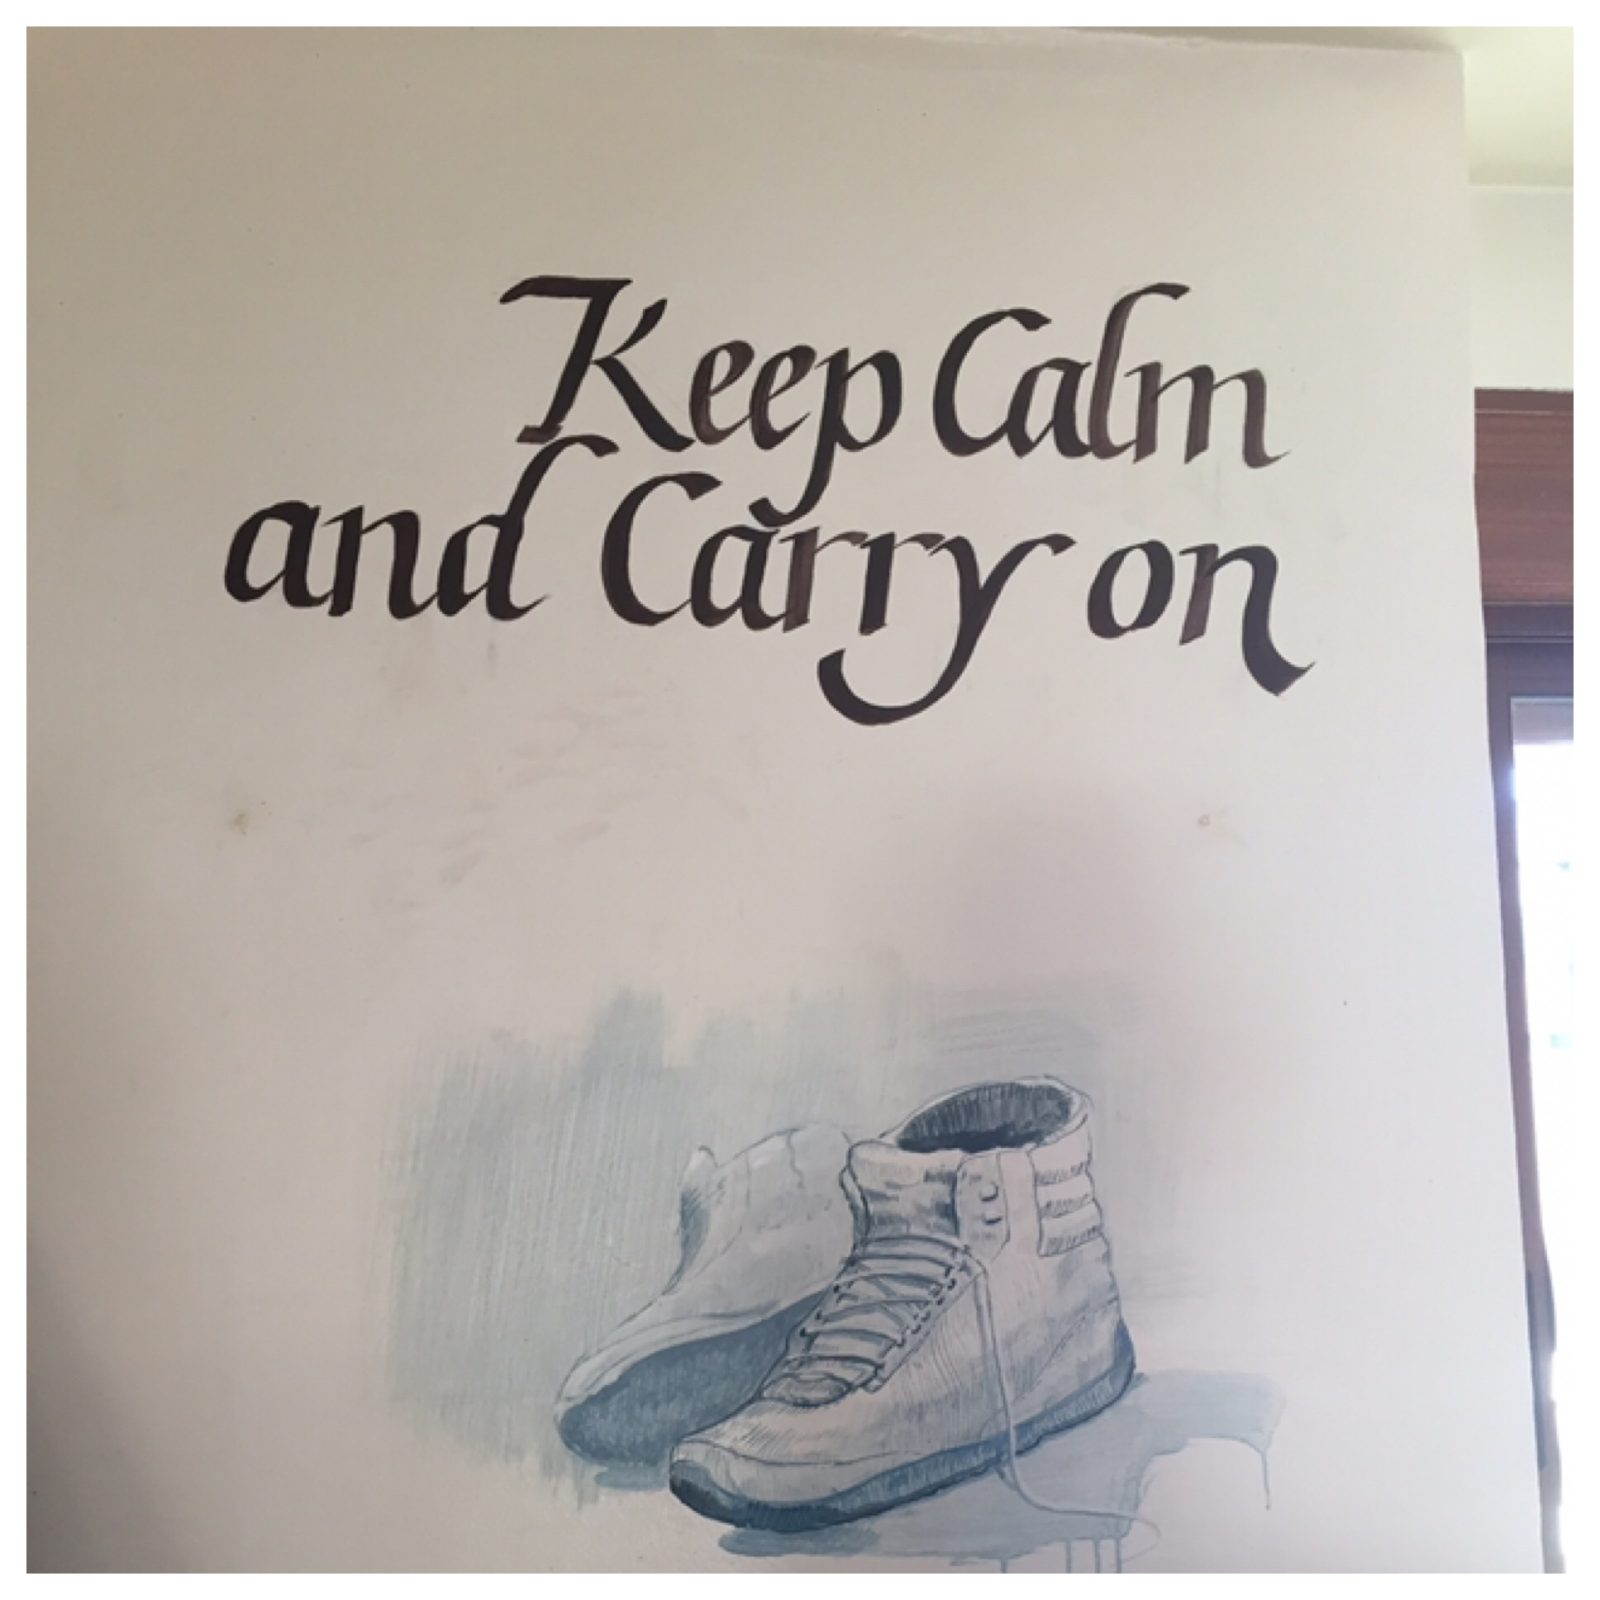 Keep Calm
and Carry on